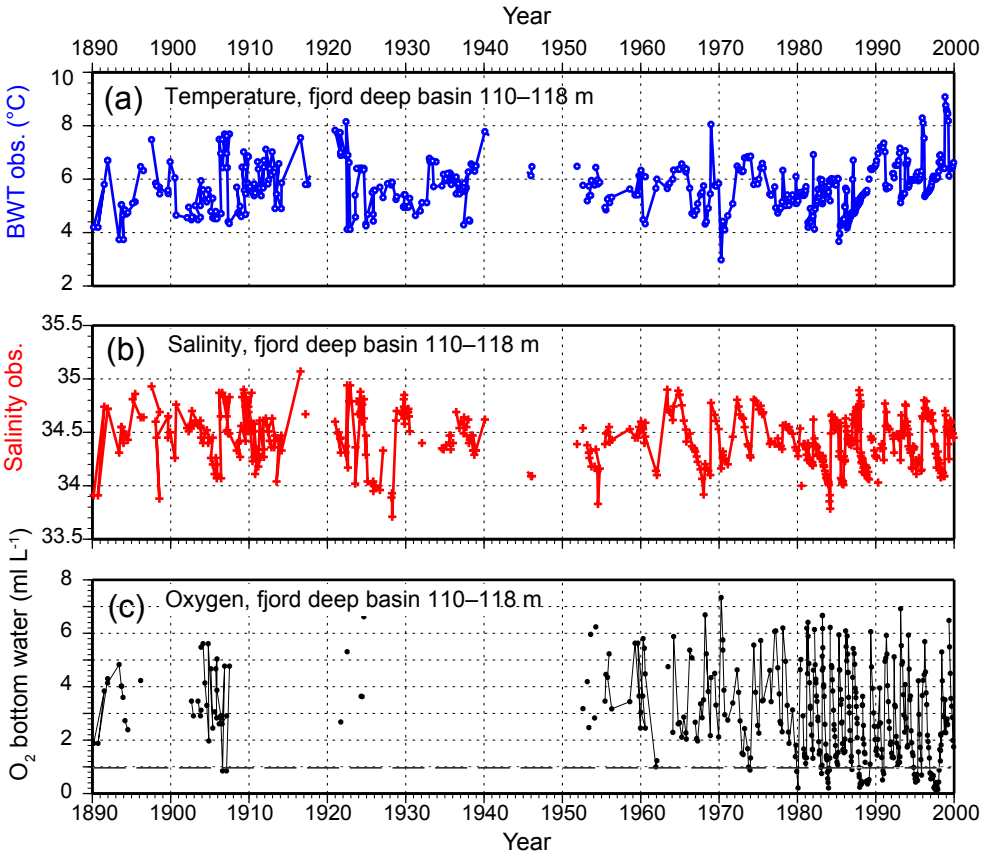 Year
1890 1900 1910 1920 1930 1940 1950 1960 1970 1980 1990 2000
(a) Temperature, fjord deep basin 110–118 m
BWT obs. (°C)
10
8
6
4
2
(b) Salinity, fjord deep basin 110–118 m
Salinity obs.
35.5
35
34.5
34
33.5
(c) Oxygen, fjord deep basin 110–118 m
O₂ bottom water (ml L⁻¹)
8
6
4
2
0
1890 1900 1910 1920 1930 1940 1950 1960 1970 1980 1990 2000
Year